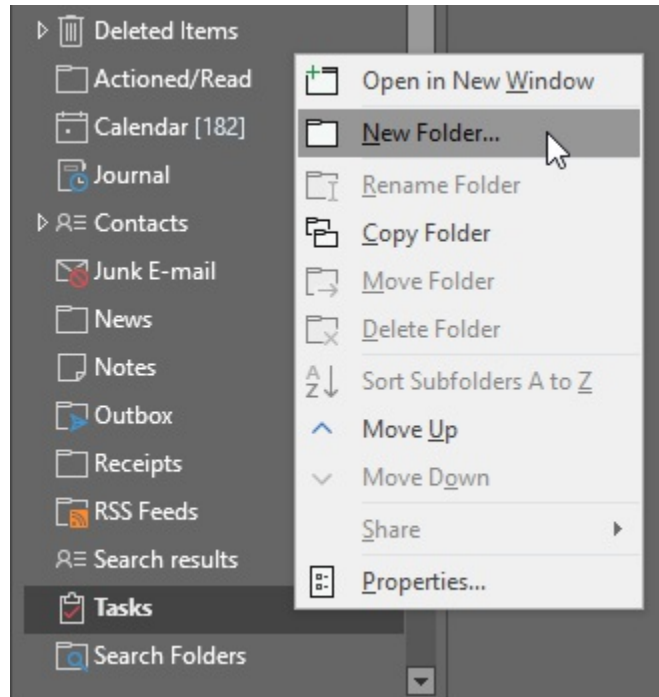 Deleted Items
Actioned/Read
Calendar [182]
Journal
Contacts
Junk E-mail
News
Notes
Outbox
Receipts
RSS Feeds
Search results
Tasks
Search Folders
Open in New Window
New Folder...
Rename Folder
Copy Folder
Move Folder
Delete Folder
Sort Subfolders A to Z
Move Up
Move Down
Share
Properties...